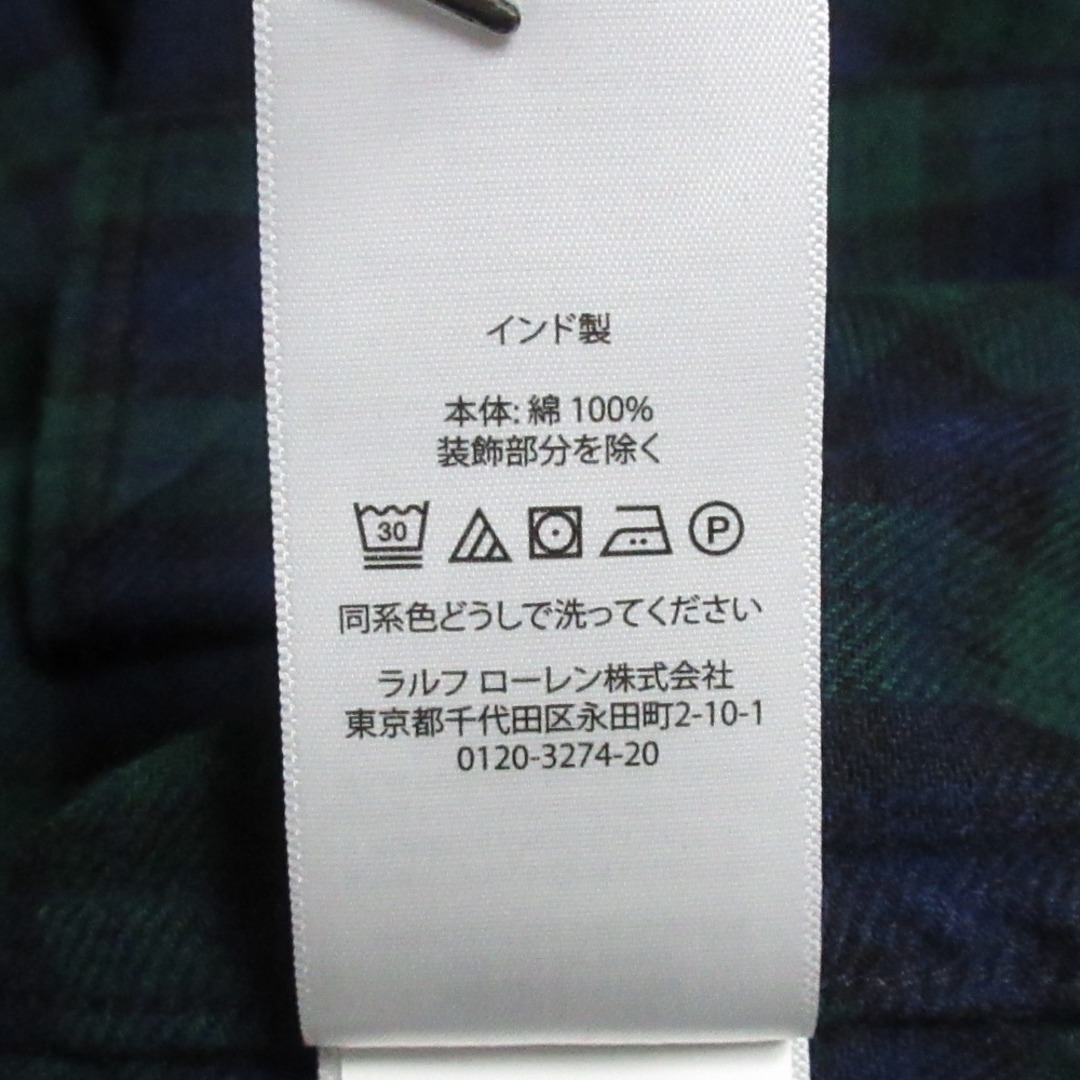 インド製
本体: 綿 100%
装飾部分を除く
30 P
同系色どうしで洗ってください
ラルフ ローレン株式会社
東京都千代田区永田町2-10-1
0120-3274-20